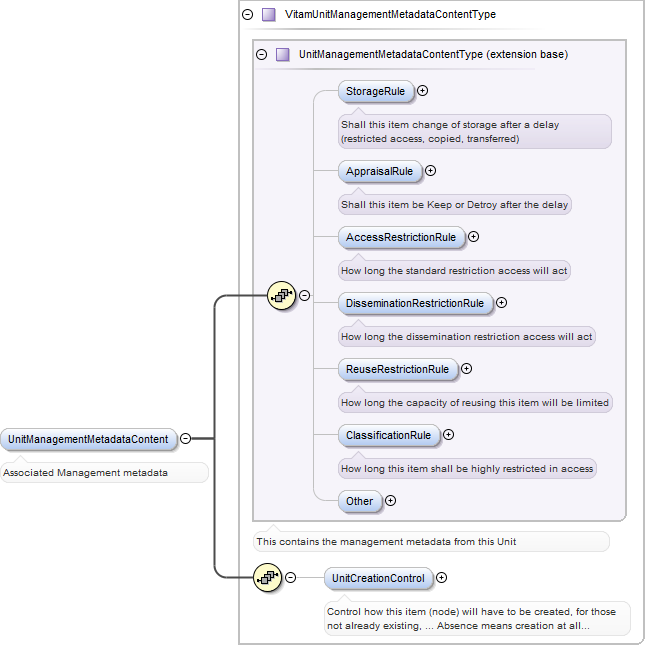 VitamUnitManagementMetadataContentType
UnitManagementMetadataContentType (extension base)
StorageRule
Shall this item change of storage after a delay
(restricted access, copied, transferred)
AppraisalRule
Shall this item be Keep or Detroy after the delay
AccessRestrictionRule
How long the standard restriction access will act
DisseminationRestrictionRule
How long the dissemination restriction access will act
ReuseRestrictionRule
How long the capacity of reusing this item will be limited
ClassificationRule
How long this item shall be highly restricted in access
Other
UnitManagementMetadataContent
Associated Management metadata
This contains the management metadata from this Unit
UnitCreationControl
Control how this item (node) will have to be created, for those
not already existing, ... Absence means creation at all...